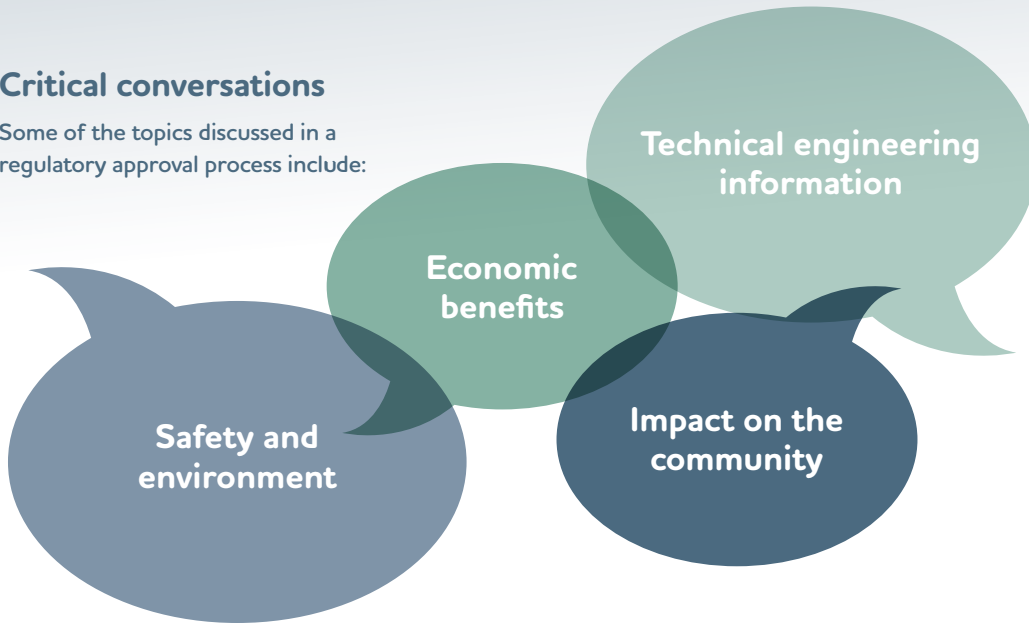 Critical conversations
Some of the topics discussed in a
regulatory approval process include:
Technical engineering
information
Economic
benefits
Safety and
environment
Impact on the
community